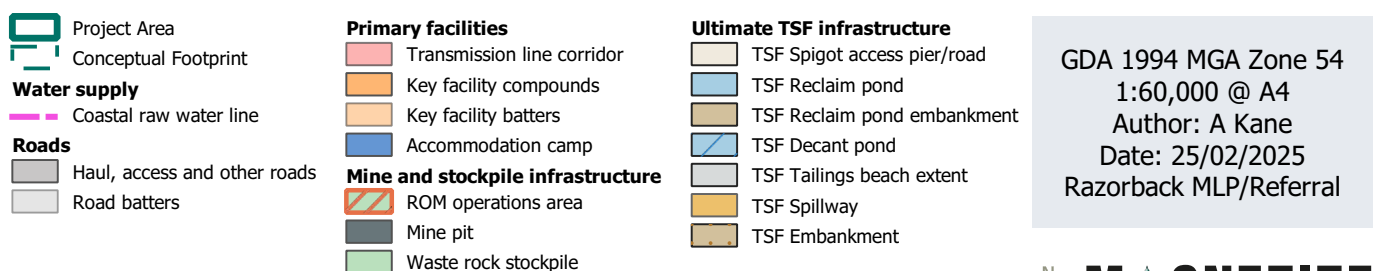 Project Area
Conceptual Footprint
Water supply
Coastal raw water line
Roads
Haul, access and other roads
Road batters
Primary facilities
Transmission line corridor
Key facility compounds
Key facility batters
Accommodation camp
Mine and stockpile infrastructure
ROM operations area
Mine pit
Waste rock stockpile
Ultimate TSF infrastructure
TSF Spigot access pier/road
TSF Reclaim pond
TSF Reclaim pond embankment
TSF Decant pond
TSF Tailings beach extent
TSF Spillway
TSF Embankment
GDA 1994 MGA Zone 54
1:60,000 @ A4
Author: A Kane
Date: 25/02/2025
Razorback MLP/Referral